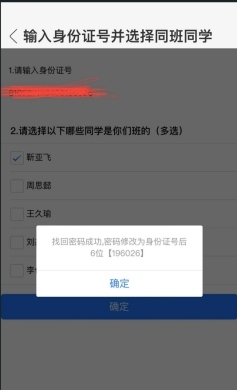 输入身份证号并选择同班同学
1.请输入身份证号
2.请选择以下哪些同学是你们班的（多选）
靳亚飞
周思懿
王久瑜
刘
找回密码成功,密码修改为身份证号后
6位【196026】
李
确定
确定